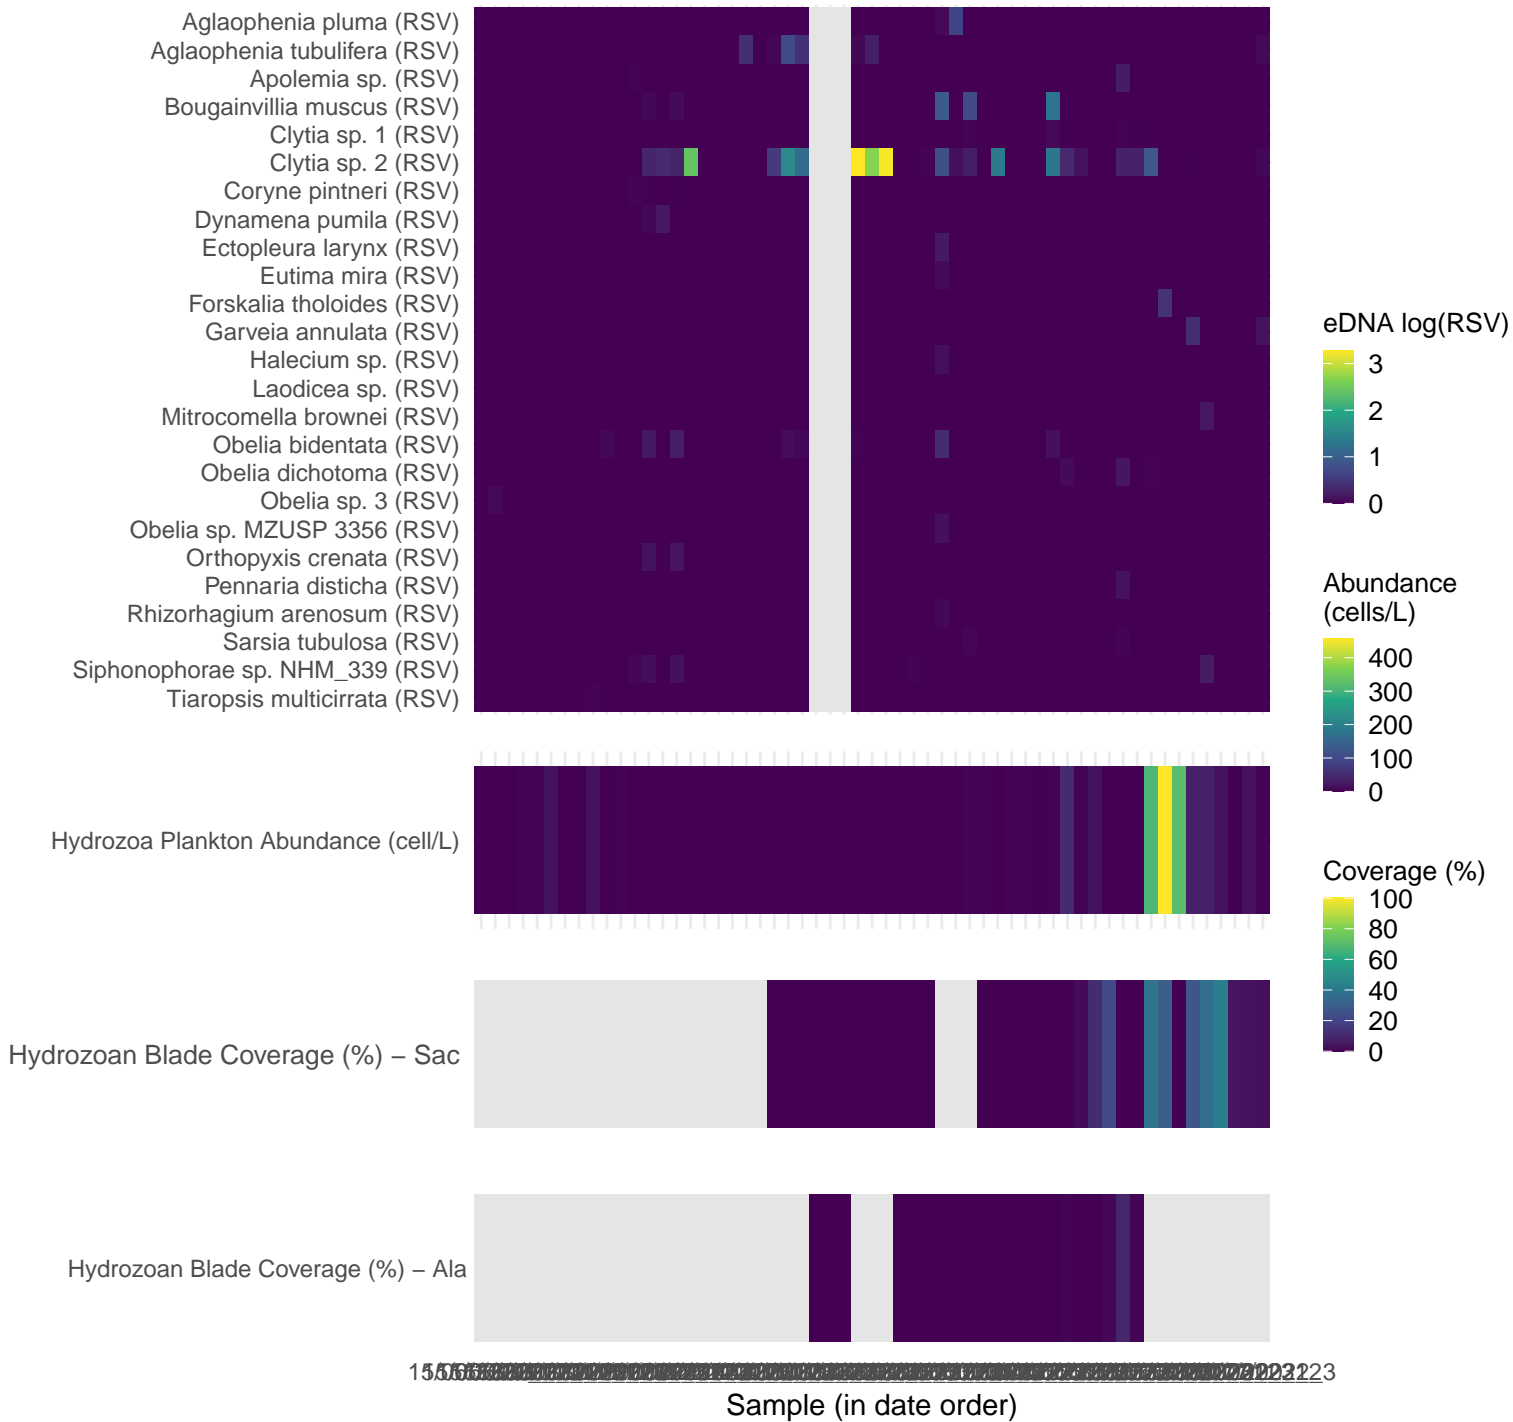 Aglaophenia pluma (RSV)
Aglaophenia tubulifera (RSV)
Apolemia sp. (RSV)
Bougainvillia muscus (RSV)
Clytia sp. 1 (RSV)
Clytia sp. 2 (RSV)
Coryne pintneri (RSV)
Dynamena pumila (RSV)
Ectopleura larynx (RSV)
Eutima mira (RSV)
Forskalia tholoides (RSV)
Garveia annulata (RSV)
Halecium sp. (RSV)
Laodicea sp. (RSV)
Mitrocomella brownei (RSV)
Obelia bidentata (RSV)
Obelia dichotoma (RSV)
Obelia sp. 3 (RSV)
Obelia sp. MZUSP 3356 (RSV)
Orthopyxis crenata (RSV)
Pennaria disticha (RSV)
Rhizorhagium arenosum (RSV)
Sarsia tubulosa (RSV)
Siphonophorae sp. NHM_339 (RSV)
Tiaropsis multicirrata (RSV)
Hydrozoa Plankton Abundance (cell/L)
Hydrozoan Blade Coverage (%) − Sac
Hydrozoan Blade Coverage (%) − Ala
Sample (in date order)
eDNA log(RSV)
3
2
1
0
Abundance
(cells/L)
400
300
200
100
0
Coverage (%)
100
80
60
40
20
0